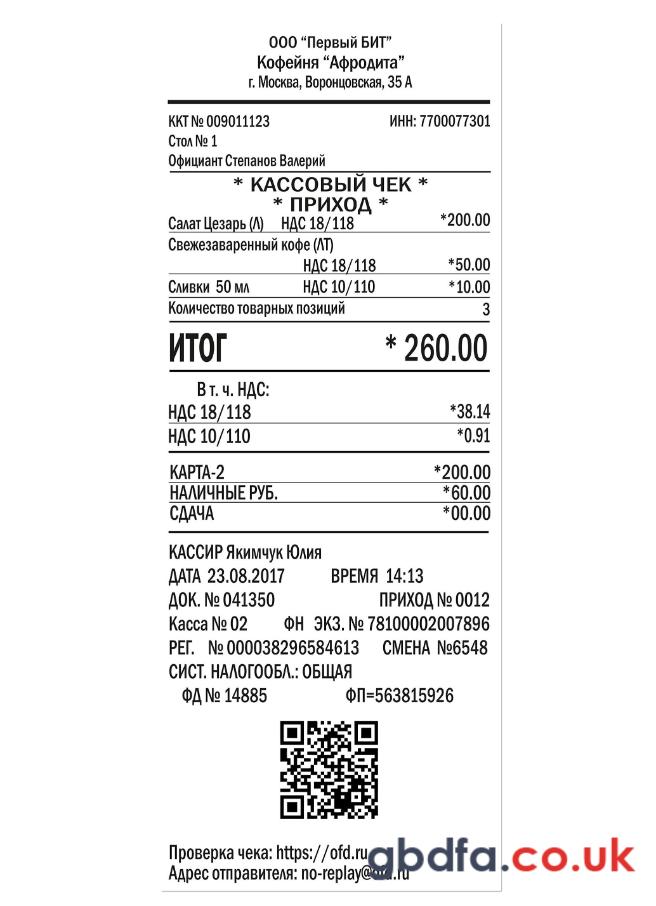 ООО “Первый БИТ”
Кофейня “Афродита”
г. Москва, Воронцовская, 35 А
ККТ № 009011123 ИНН: 7700077301
Стол № 1
Официант Степанов Валерий
* КАССОВЫЙ ЧЕК *
* ПРИХОД *
Салат Цезарь (Л) НДС 18/118 *200.00
Свежезаваренный кофе (ЛТ)
НДС 18/118 *50.00
Сливки 50 мл НДС 10/110 *10.00
Количество товарных позиций 3
ИТОГ * 260.00
В т. ч. НДС:
НДС 18/118 *38.14
НДС 10/110 *0.91
КАРТА-2 *200.00
НАЛИЧНЫЕ РУБ. *60.00
СДАЧА *00.00
КАССИР Якимчук Юлия
ДАТА 23.08.2017 ВРЕМЯ 14:13
ДОК. № 041350 ПРИХОД № 0012
Касса № 02 ФН ЭКЗ. № 78100002007896
РЕГ. № 000038296584613 СМЕНА №6548
СИСТ. НАЛОГООБЛ.: ОБЩАЯ
ФД № 14885 ФП=563815926
Проверка чека: https://ofd.ru
Адрес отправителя: no-replay@ofd.ru
gbdfa.co.uk